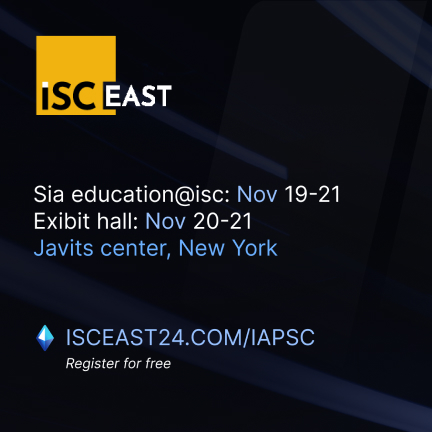 iSC EAST
Sia education@isc: Nov 19-21
Exibit hall: Nov 20-21
Javits center, New York
ISCEAST24.COM/IAPSC
Register for free